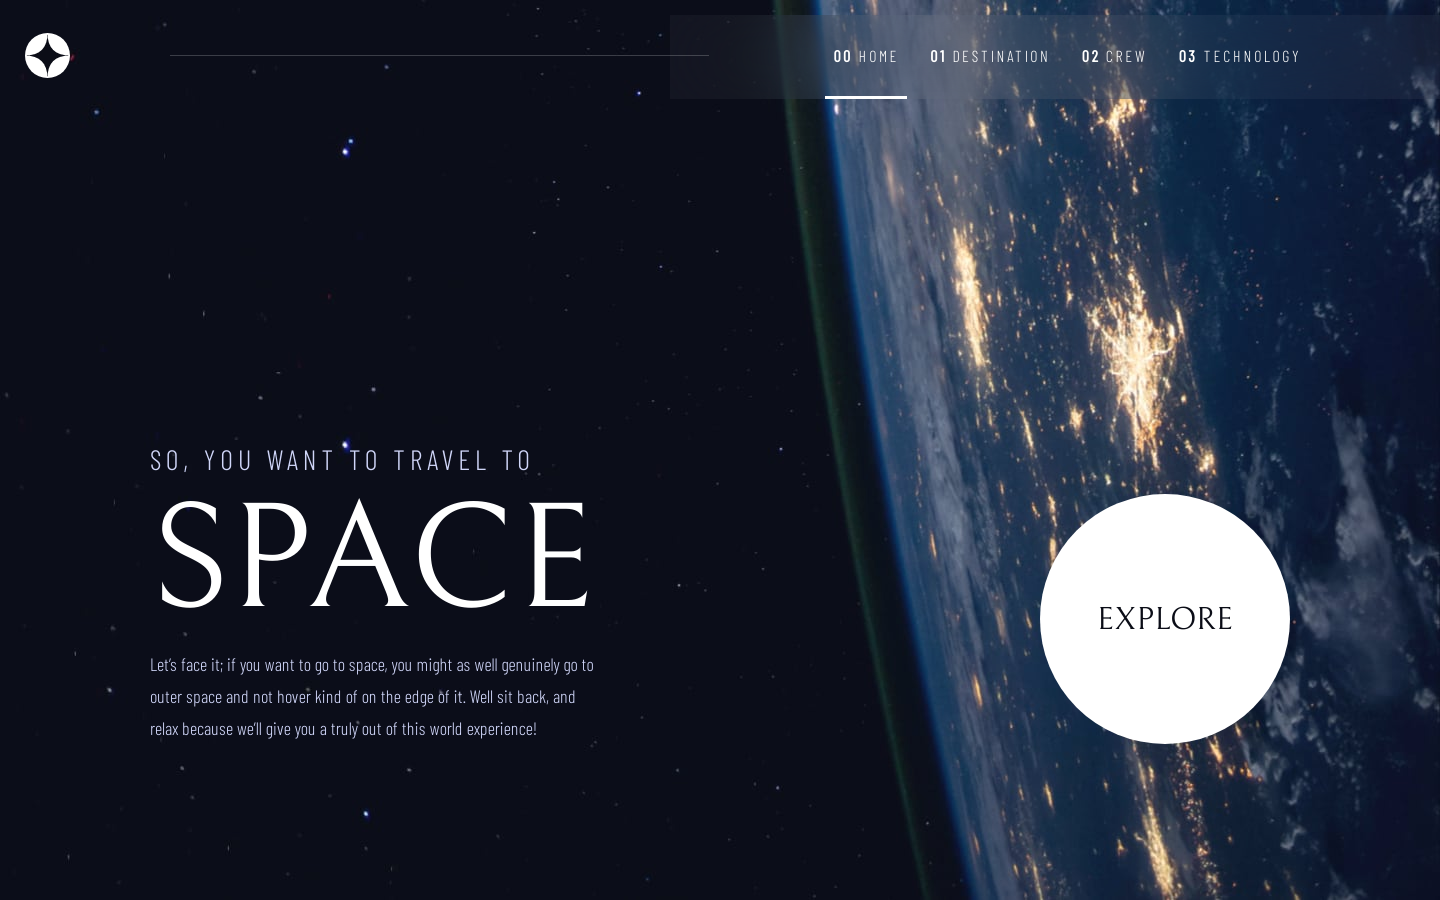 00 HOME 01 DESTINATION 02 CREW 03 TECHNOLOGY
SO, YOU WANT TO TRAVEL TO
SPACE
Let’s face it; if you want to go to space, you might as well genuinely go to
outer space and not hover kind of on the edge of it. Well sit back, and
relax because we’ll give you a truly out of this world experience!
EXPLORE